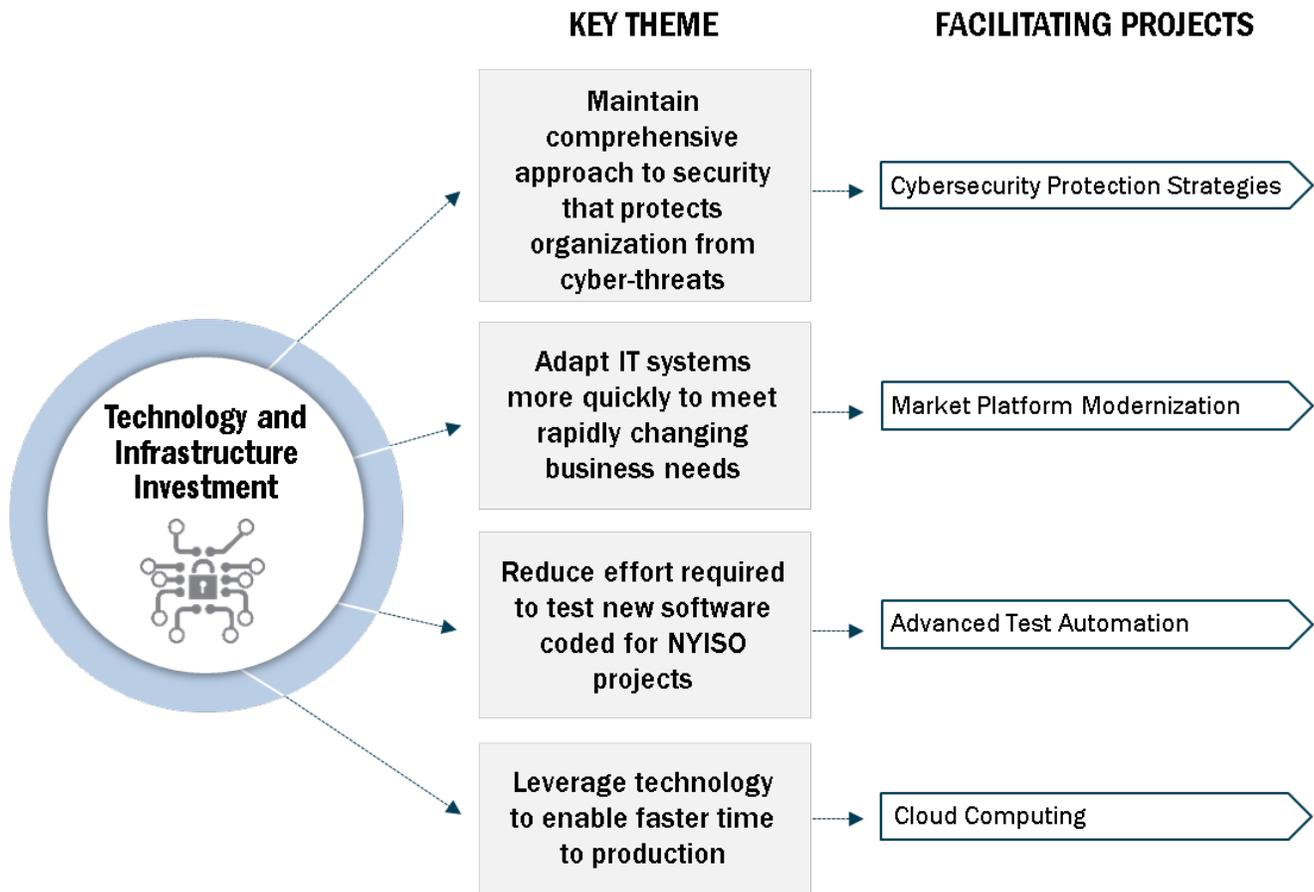 KEY THEME
FACILITATING PROJECTS
Technology and
Infrastructure
Investment
Maintain
comprehensive
approach to security
that protects
organization from
cyber-threats
Cybersecurity Protection Strategies
Adapt IT systems
more quickly to meet
rapidly changing
business needs
Market Platform Modernization
Reduce effort required
to test new software
coded for NYISO
projects
Advanced Test Automation
Leverage technology
to enable faster time
to production
Cloud Computing